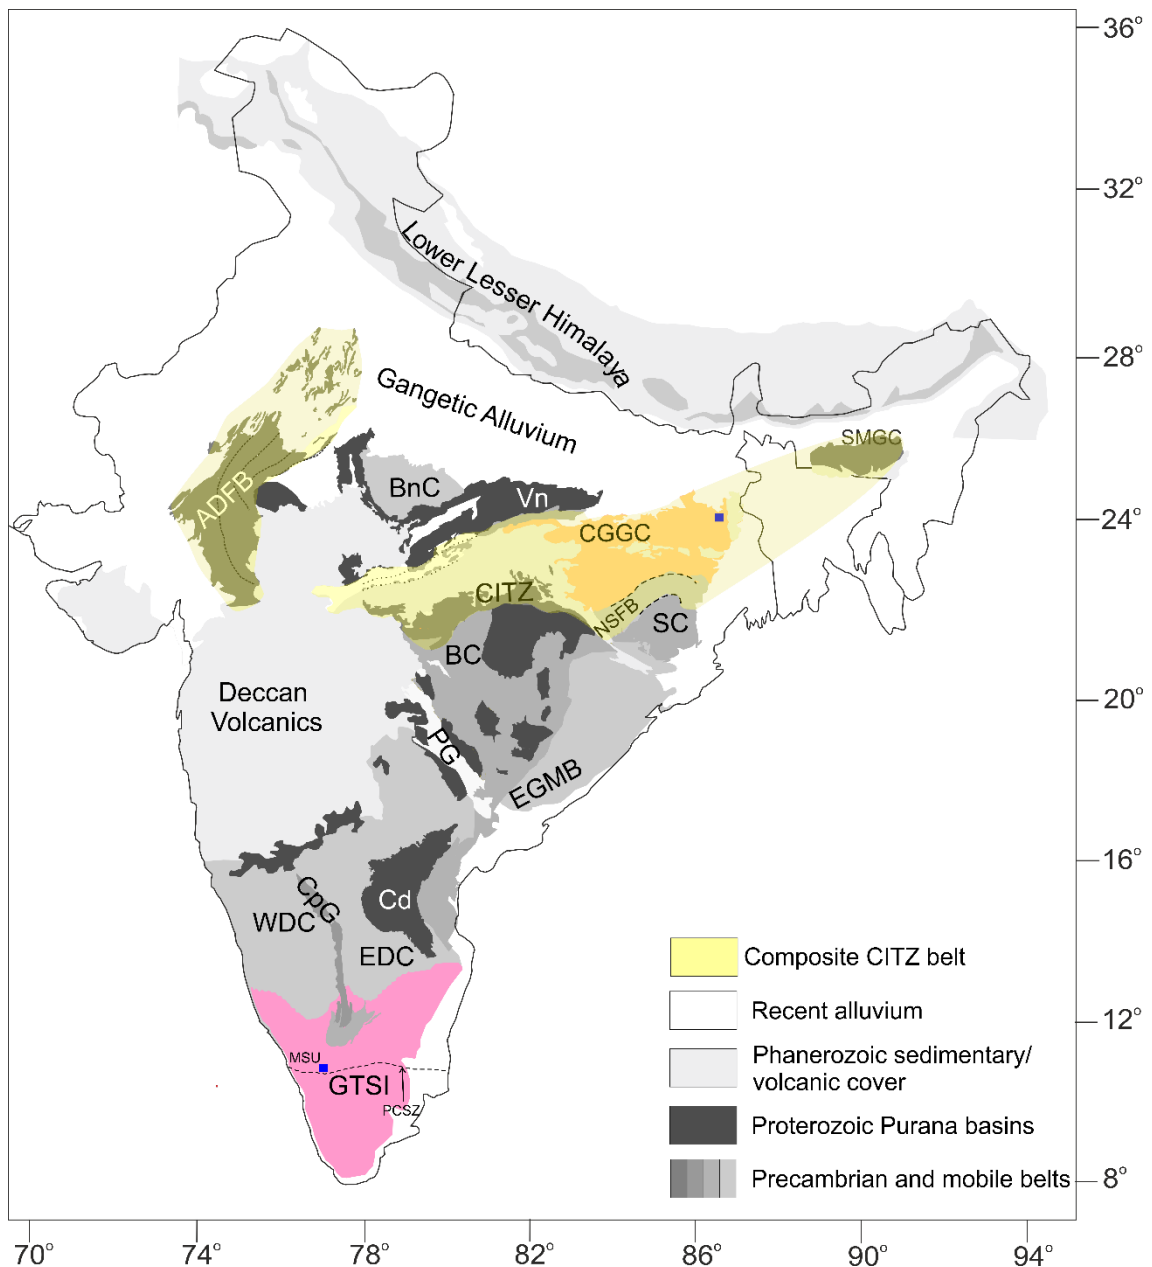 36°
32°
Lower Lesser Himalaya
28°
Gangetic Alluvium
SMGC
ADFB
BnC
Vn
24°
CGGC
CITZ
NSFB
SC
BC
Deccan
Volcanics
20°
PG
EGMB
16°
CpG
Cd
WDC
EDC
Composite CITZ belt
Recent alluvium
12°
MSU
GTSI
PCSZ
Phanerozoic sedimentary/
volcanic cover
Proterozoic Purana basins
Precambrian and mobile belts
8°
70° 74° 78° 82° 86° 90° 94°